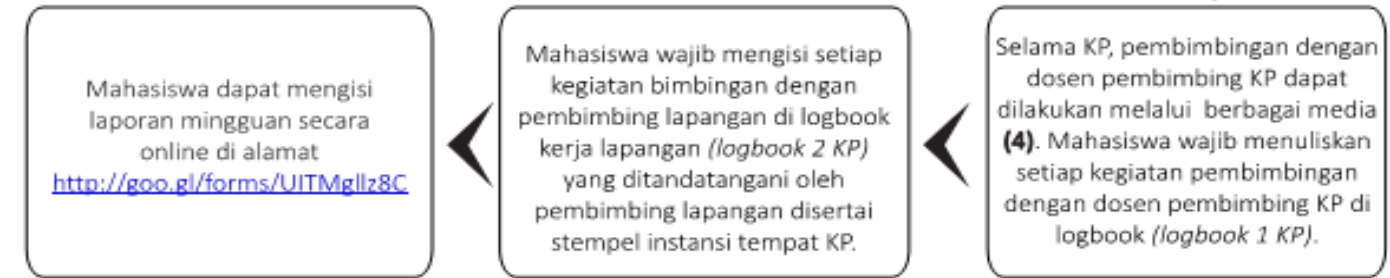 Mahasiswa dapat mengisi
laporan mingguan secara
online di alamat
http://goo.gl/forms/UITMgllz8C
Mahasiswa wajib mengisi setiap
kegiatan bimbingan dengan
pembimbing lapangan di logbook
kerja lapangan (logbook 2 KP)
yang ditandatangani oleh
pembimbing lapangan disertai
stempel instansi tempat KP.
Selama KP, pembimbingan dengan
dosen pembimbing KP dapat
dilakukan melalui berbagai media
(4). Mahasiswa wajib menuliskan
setiap kegiatan pembimbingan
dengan dosen pembimbing KP di
logbook (logbook 1 KP).